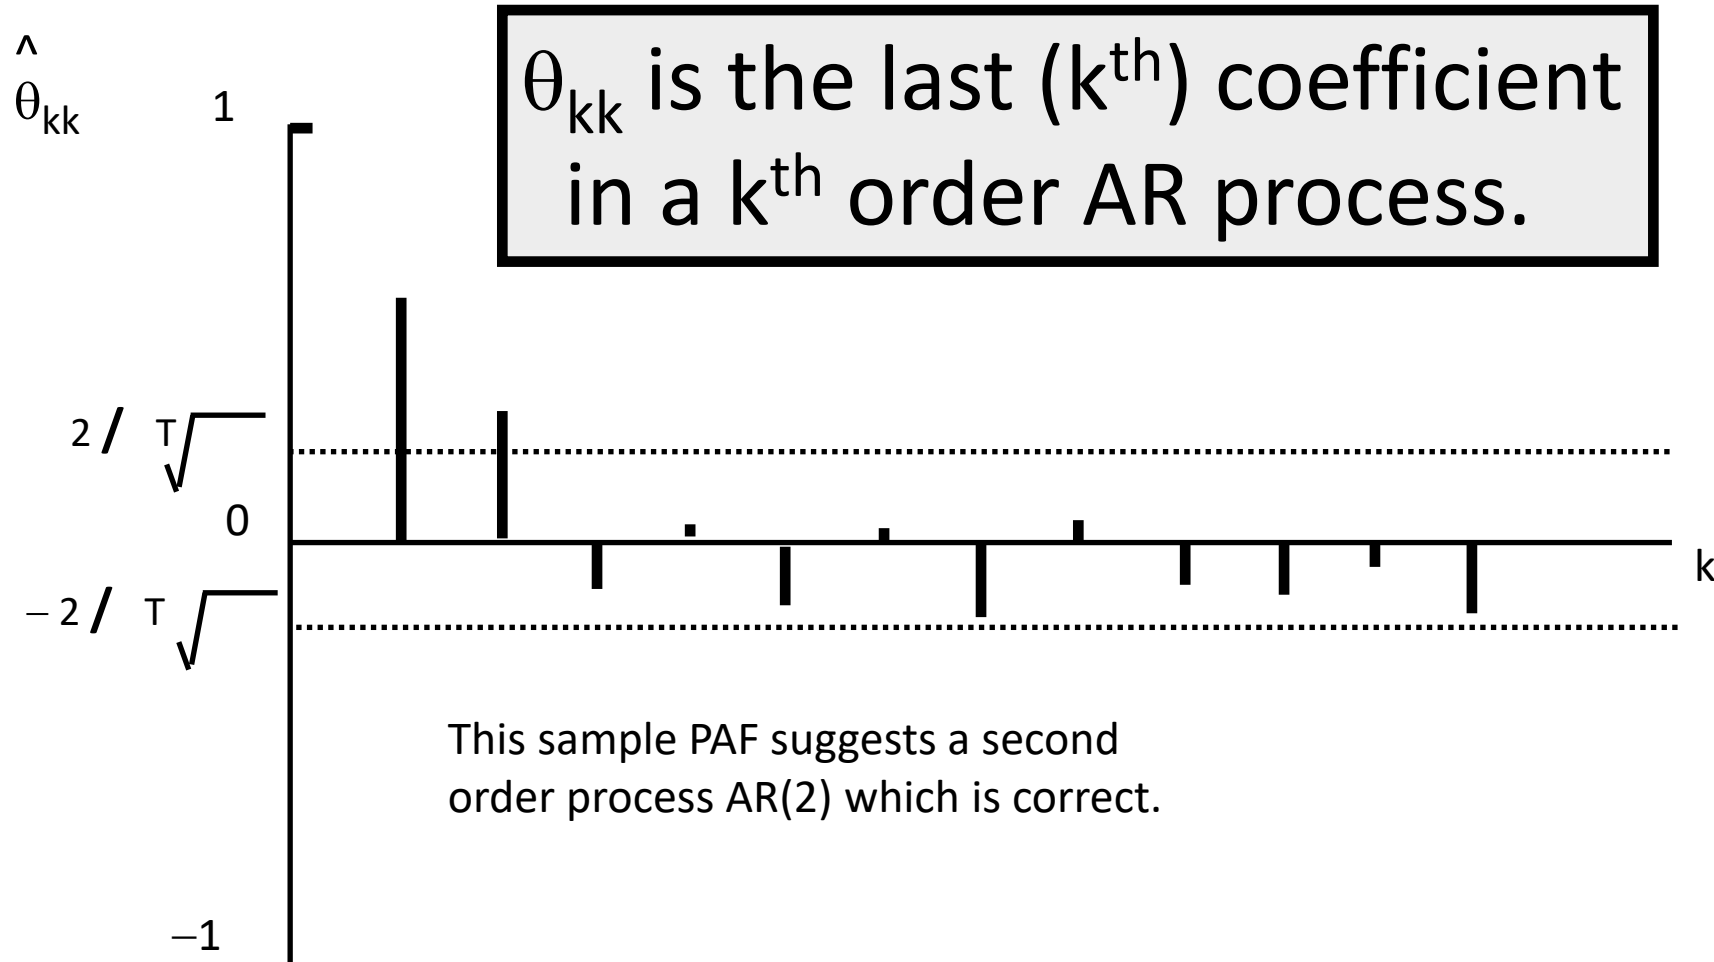 ^
θkk
1
θkk is the last (kth) coefficient
in a kth order AR process.
2 / T√
0
k
– 2 / T√
This sample PAF suggests a second
order process AR(2) which is correct.
–1